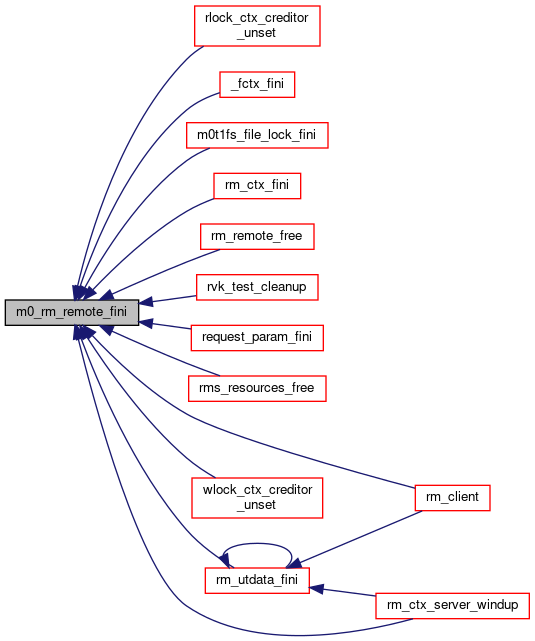 rlock_ctx_creditor
_unset
_fctx_fini
m0t1fs_file_lock_fini
rm_ctx_fini
rm_remote_free
rvk_test_cleanup
m0_rm_remote_fini
request_param_fini
rms_resources_free
wlock_ctx_creditor
_unset
rm_client
rm_utdata_fini
rm_ctx_server_windup